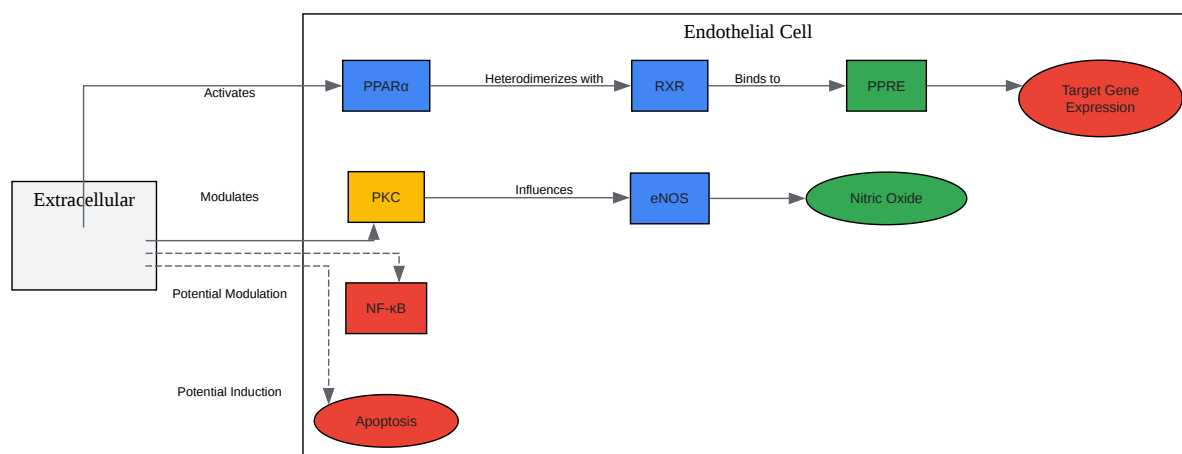 Endothelial Cell
Activates
PPARα
Heterodimerizes with
RXR
Binds to
PPRE
Target Gene
Expression
Extracellular
Modulates
PKC
Influences
eNOS
Nitric Oxide
Potential Modulation
NF-κB
Potential Induction
Apoptosis